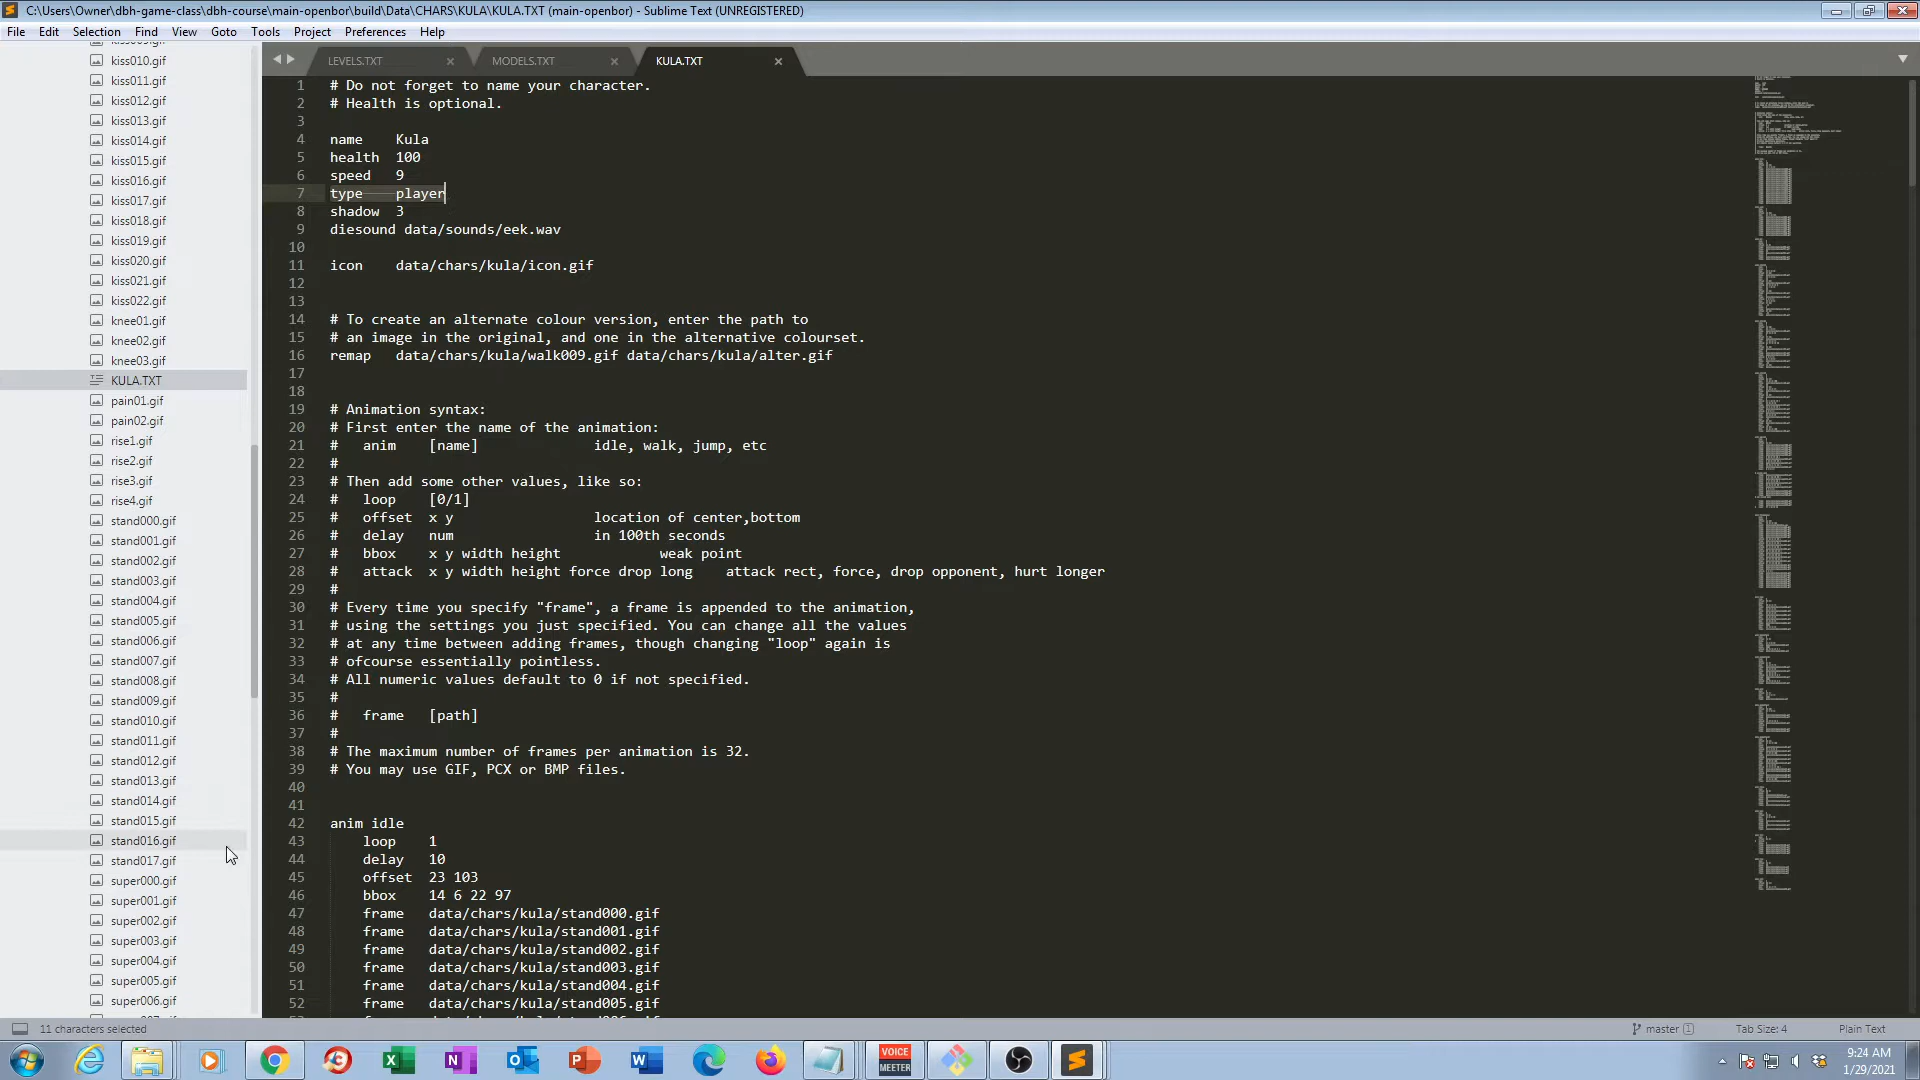 C:\Users\Owner\dbh-game-class\dbh-course\main-openbor\build\Data\CHARS\KULA\KULA.TXT (main-openbor) - Sublime Text (UNREGISTERED)
File Edit Selection Find View Goto Tools Project Preferences Help
kiss010.gif
kiss011.gif
kiss012.gif
kiss013.gif
kiss014.gif
kiss015.gif
kiss016.gif
kiss017.gif
kiss018.gif
kiss019.gif
kiss020.gif
kiss021.gif
kiss022.gif
knee01.gif
knee02.gif
knee03.gif
KULA.TXT
pain01.gif
pain02.gif
rise1.gif
rise2.gif
rise3.gif
rise4.gif
stand000.gif
stand001.gif
stand002.gif
stand003.gif
stand004.gif
stand005.gif
stand006.gif
stand007.gif
stand008.gif
stand009.gif
stand010.gif
stand011.gif
stand012.gif
stand013.gif
stand014.gif
stand015.gif
stand016.gif
stand017.gif
super000.gif
super001.gif
super002.gif
super003.gif
super004.gif
super005.gif
super006.gif
LEVELS.TXT MODELS.TXT KULA.TXT
1 # Do not forget to name your character.
2 # Health is optional.
3
4 name Kula
5 health 100
6 speed 9
7 type player
8 shadow 3
9 diesound data/sounds/eek.wav
10
11 icon data/chars/kula/icon.gif
12
13
14 # To create an alternate colour version, enter the path to
15 # an image in the original, and one in the alternative colourset.
16 remap data/chars/kula/walk009.gif data/chars/kula/alter.gif
17
18
19 # Animation syntax:
20 # First enter the name of the animation:
21 # anim [name] idle, walk, jump, etc
22 #
23 # Then add some other values, like so:
24 # loop [0/1]
25 # offset x y location of center,bottom
26 # delay num in 100th seconds
27 # bbox x y width height weak point
28 # attack x y width height force drop long attack rect, force, drop opponent, hurt longer
29 #
30 # Every time you specify "frame", a frame is appended to the animation,
31 # using the settings you just specified. You can change all the values
32 # at any time between adding frames, though changing "loop" again is
33 # ofcourse essentially pointless.
34 # All numeric values default to 0 if not specified.
35 #
36 # frame [path]
37 #
38 # The maximum number of frames per animation is 32.
39 # You may use GIF, PCX or BMP files.
40
41
42 anim idle
43 loop 1
44 delay 10
45 offset 23 103
46 bbox 14 6 22 97
47 frame data/chars/kula/stand000.gif
48 frame data/chars/kula/stand001.gif
49 frame data/chars/kula/stand002.gif
50 frame data/chars/kula/stand003.gif
51 frame data/chars/kula/stand004.gif
52 frame data/chars/kula/stand005.gif
11 characters selected
master 1 Tab Size: 4 Plain Text
VOICE
MEETER
9:24 AM
1/29/2021